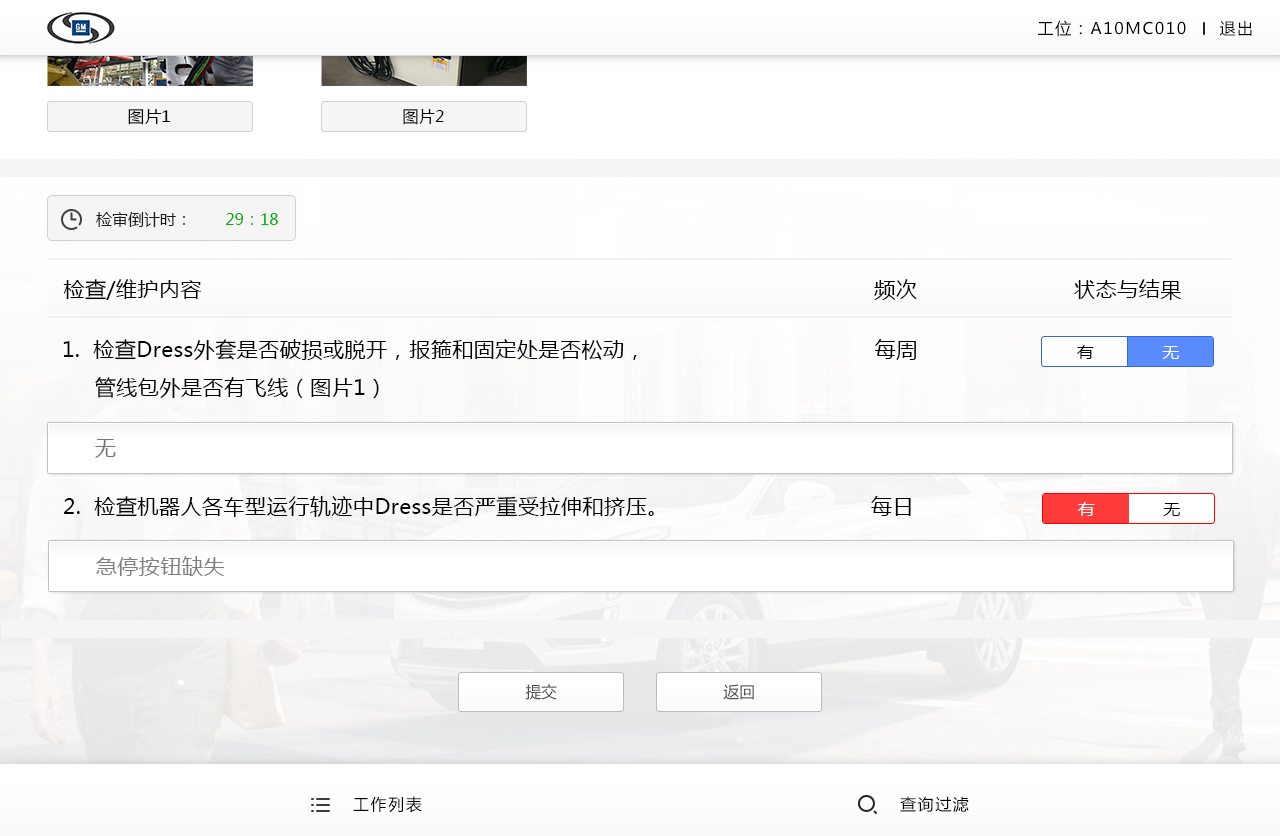 GM
工位：A10MC010 | 退出
图片1 图片2
检审倒计时： 29：18
检查/维护内容 频次 状态与结果
1. 检查Dress外套是否破损或脱开，报箍和固定处是否松动， 每周 有 无
管线包外是否有飞线（图片1）
无
2. 检查机器人各车型运行轨迹中Dress是否严重受拉伸和挤压。 每日 有 无
急停按钮缺失
提交 返回
工作列表 查询过滤